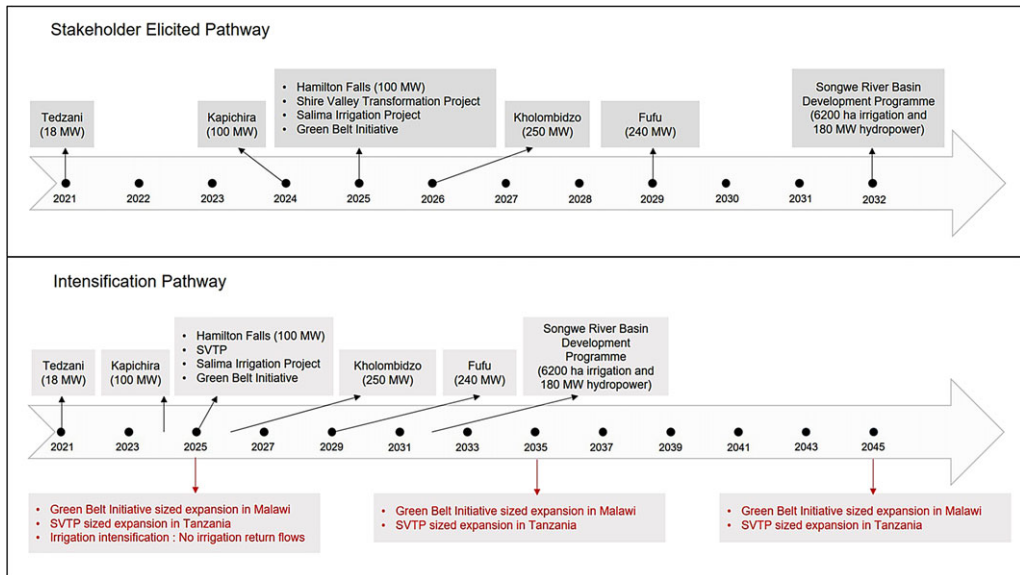 Stakeholder Elicited Pathway
Tedzani
(18 MW)
Kapichira
(100 MW)
• Hamilton Falls (100 MW)
• Shire Valley Transformation Project
• Salima Irrigation Project
• Green Belt Initiative
Kholombidzo
(250 MW)
Fufu
(240 MW)
Songwe River Basin
Development Programme
(6200 ha irrigation and
180 MW hydropower)
2021 2022 2023 2024 2025 2026 2027 2028 2029 2030 2031 2032
Intensification Pathway
Tedzani
(18 MW)
Kapichira
(100 MW)
• Hamilton Falls (100 MW)
• SVTP
• Salima Irrigation Project
• Green Belt Initiative
Kholombidzo
(250 MW)
Fufu
(240 MW)
Songwe River Basin
Development
Programme
(6200 ha irrigation and
180 MW hydropower)
2021 2023 2025 2027 2029 2031 2033 2035 2037 2039 2041 2043 2045
• Green Belt Initiative sized expansion in Malawi
• SVTP sized expansion in Tanzania
• Irrigation intensification : No irrigation return flows
• Green Belt Initiative sized expansion in Malawi
• SVTP sized expansion in Tanzania
• Green Belt Initiative sized expansion in Malawi
• SVTP sized expansion in Tanzania